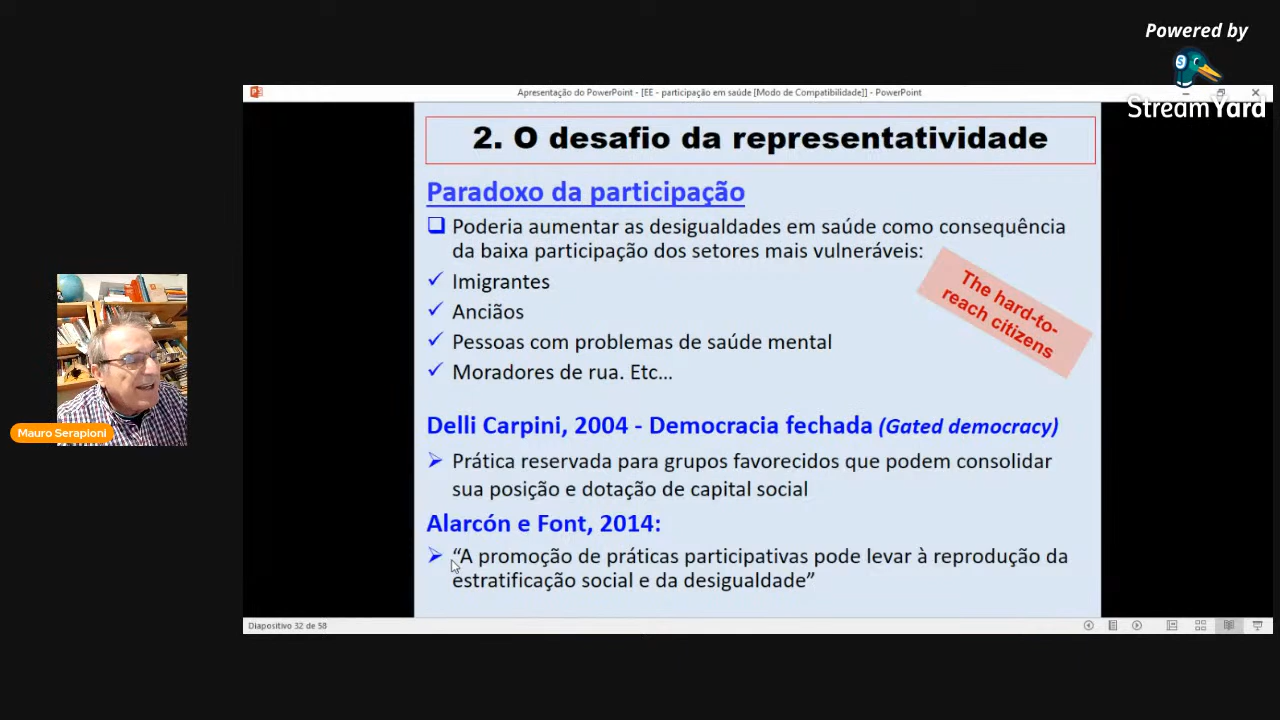 Powered by
StreamYard
Apresentação do PowerPoint - [EE - participação em saúde [Modo de Compatibilidade]] - PowerPoint
2. O desafio da representatividade
Paradoxo da participação
Poderia aumentar as desigualdades em saúde como consequência
da baixa participação dos setores mais vulneráveis:
Imigrantes
Anciãos
Pessoas com problemas de saúde mental
Moradores de rua. Etc...
The hard-to-
reach citizens
Delli Carpini, 2004 - Democracia fechada (Gated democracy)
Prática reservada para grupos favorecidos que podem consolidar
sua posição e dotação de capital social
Alarcón e Font, 2014:
“A promoção de práticas participativas pode levar à reprodução da
estratificação social e da desigualdade”
Mauro Serapioni
Diapositivo 32 de 58